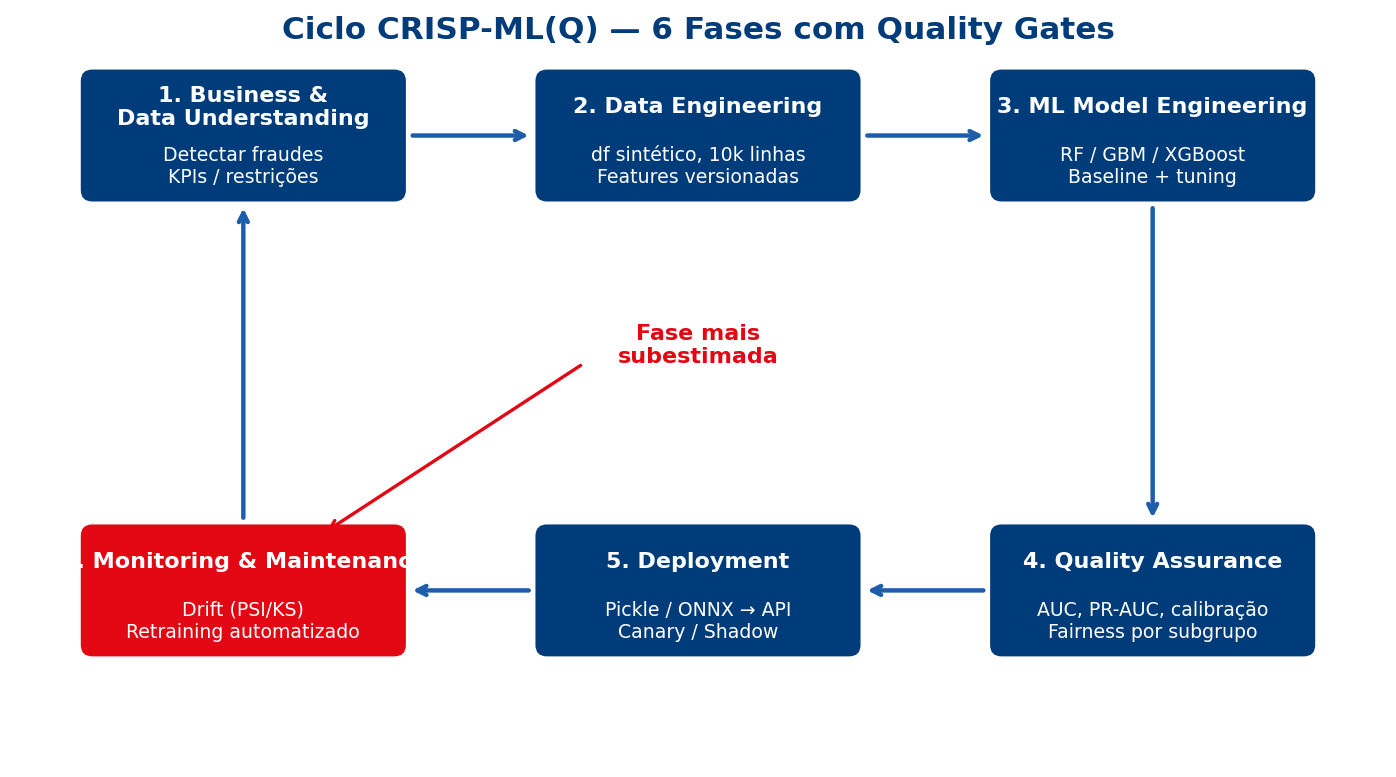 Ciclo CRISP-ML(Q) — 6 Fases com Quality Gates
1. Business &
Data Understanding
Detectar fraudes
KPIs / restrições
2. Data Engineering
df sintético, 10k linhas
Features versionadas
3. ML Model Engineering
RF / GBM / XGBoost
Baseline + tuning
Fase mais
subestimada
. Monitoring & Maintenanc
Drift (PSI/KS)
Retraining automatizado
5. Deployment
Pickle / ONNX → API
Canary / Shadow
4. Quality Assurance
AUC, PR-AUC, calibração
Fairness por subgrupo